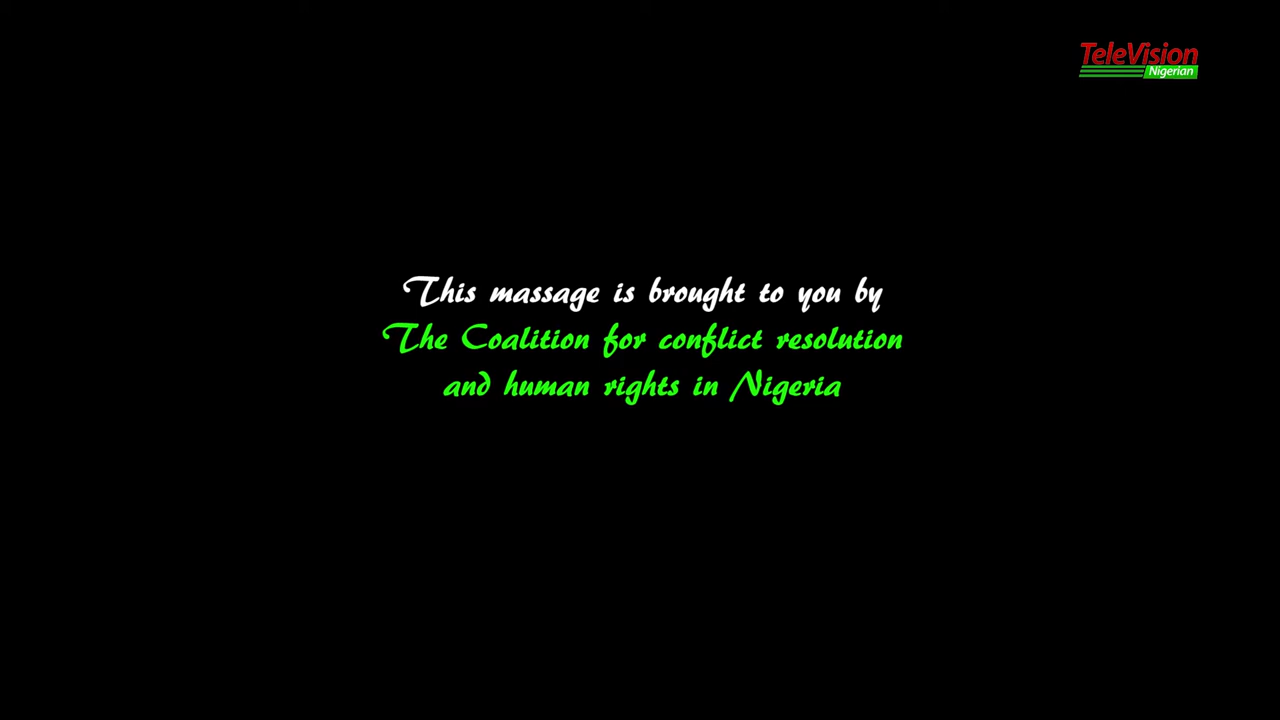 TeleVision
Nigerian
This massage is brought to you by
The Coalition for conflict resolution
and human rights in Nigeria